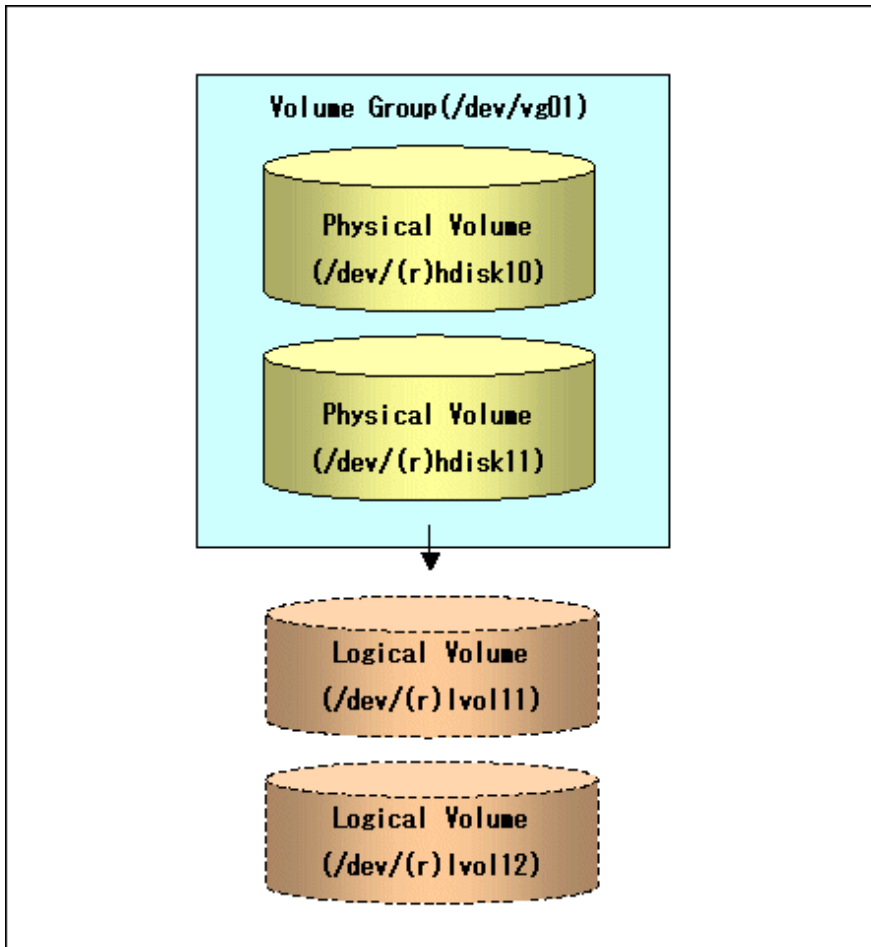 Volume Group(/dev/vg01)
Physical Volume
(/dev/(r)hdisk10)
Physical Volume
(/dev/(r)hdisk11)
Logical Volume
(/dev/(r)lvol11)
Logical Volume
(/dev/(r)lvol12)